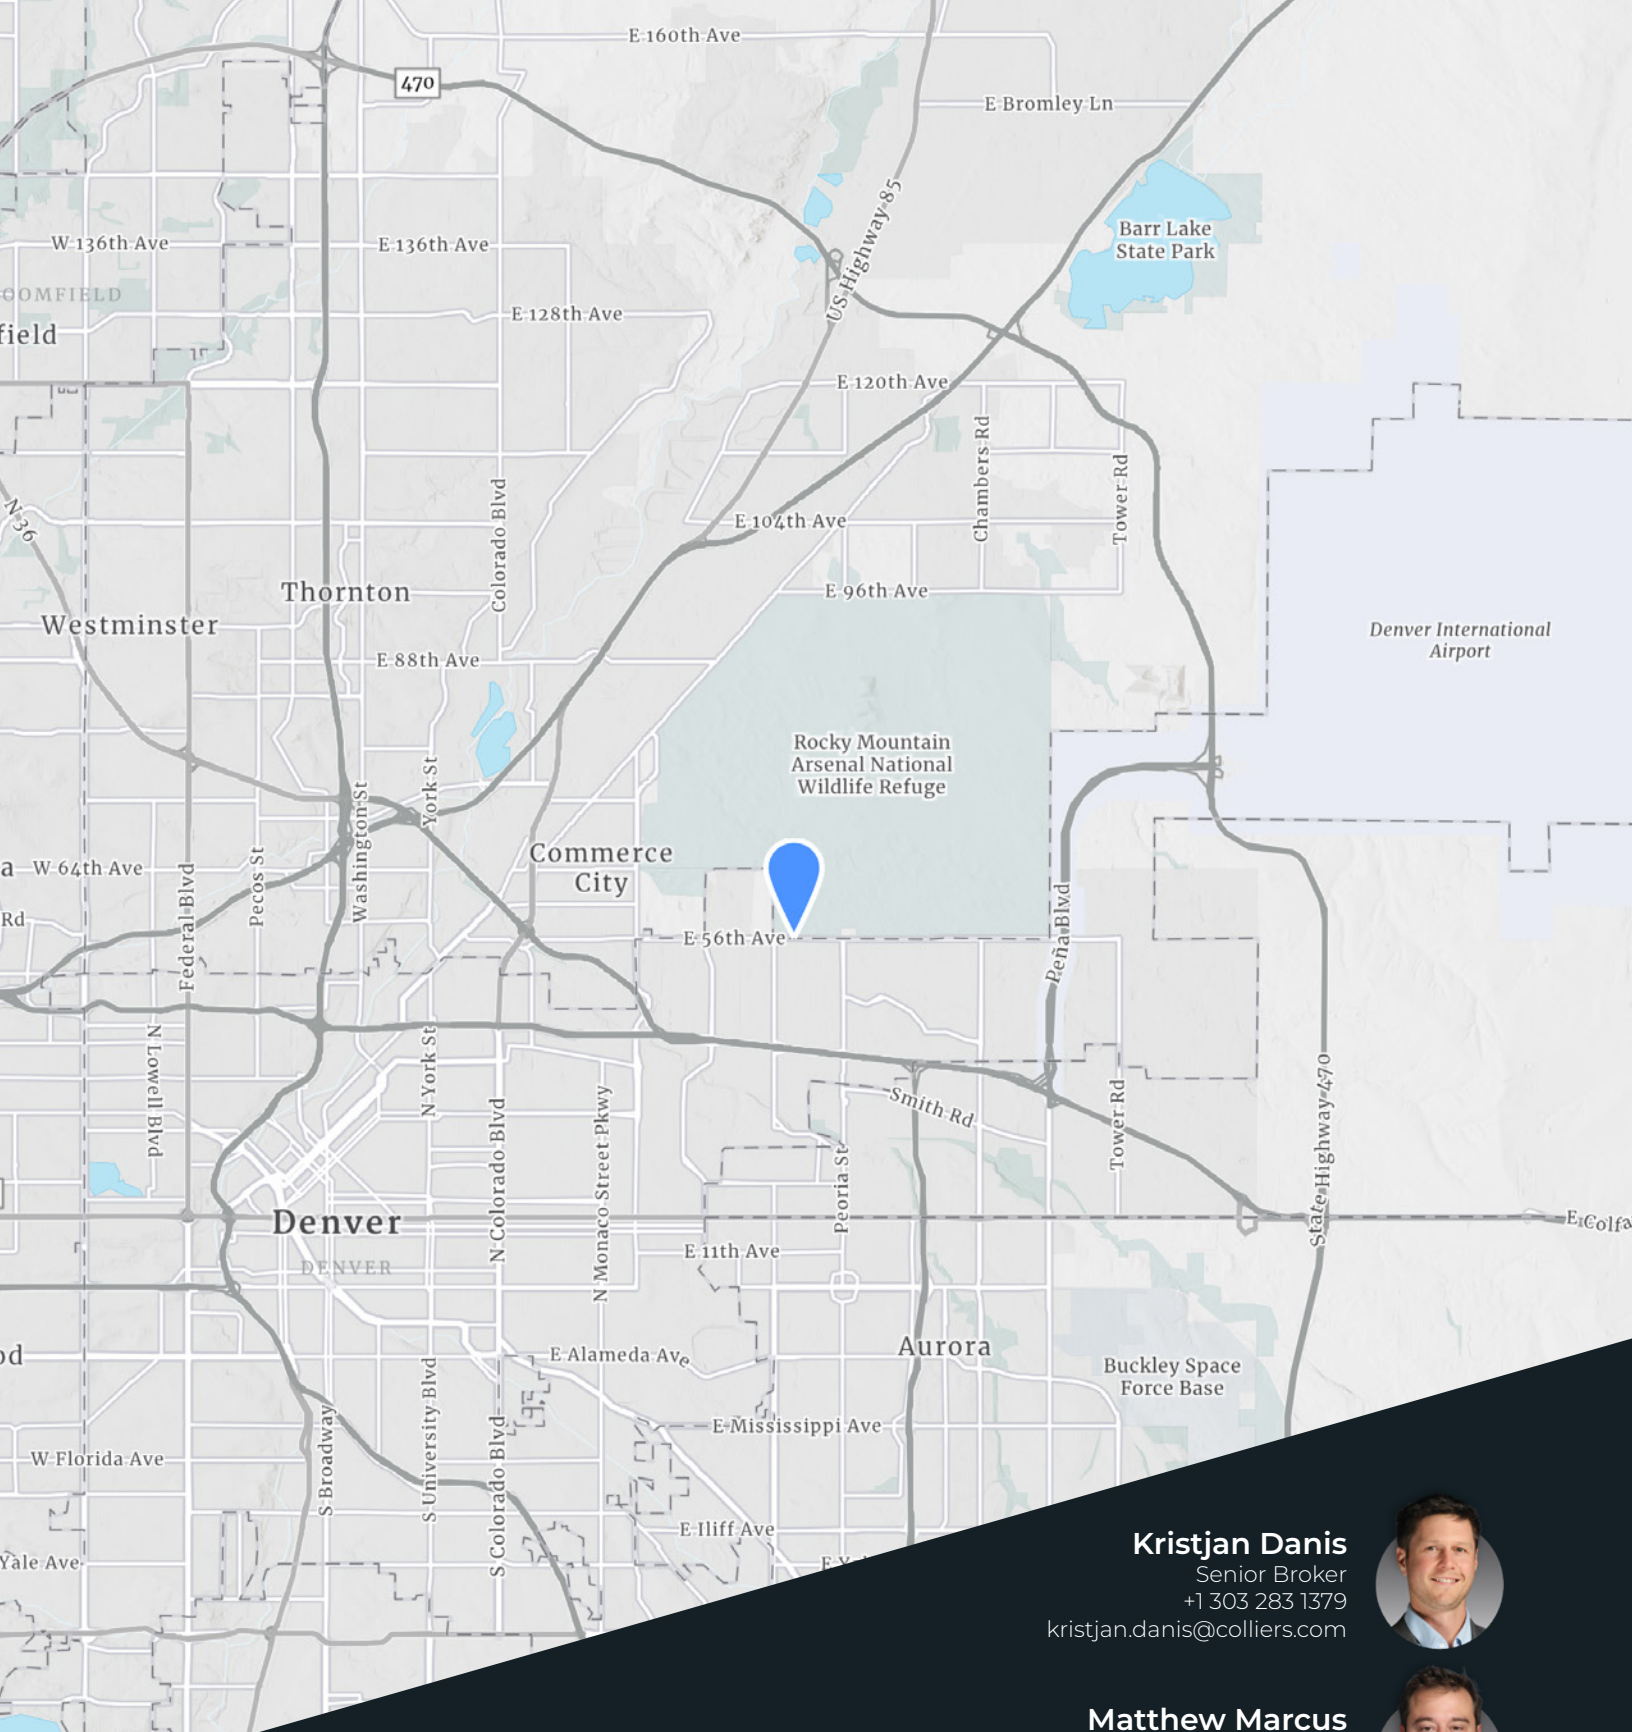 E 160th Ave
470
E Bromley Ln
US Highway 85
Barr Lake
State Park
W 136th Ave
E 136th Ave
OOMFIELD
E 128th Ave
field
E 120th Ave
Chambers Rd
Tower Rd
N 36
Colorado Blvd
E 104th Ave
Thornton
E 96th Ave
Westminster
Denver International
Airport
E 88th Ave
Rocky Mountain
Arsenal National
Wildlife Refuge
York St
Washington St
Commerce
City
a
W 64th Ave
Pecos St
Federal Blvd
Rd
E 56th Ave
Peña Blvd
N Lowell Blvd
N York St
N Colorado Blvd
N Monaco Street Pkwy
Smith Rd
Tower Rd
State Highway 470
Peoria St
Denver
E Colfa
E 11th Ave
DENVER
od
E Alameda Ave
Aurora
Buckley Space
Force Base
E Mississippi Ave
W Florida Ave
S Broadway
S University Blvd
S Colorado Blvd
E Iliff Ave
Yale Ave
Kristjan Danis
Senior Broker
+1 303 283 1379
kristjan.danis@colliers.com
Matthew Marcus